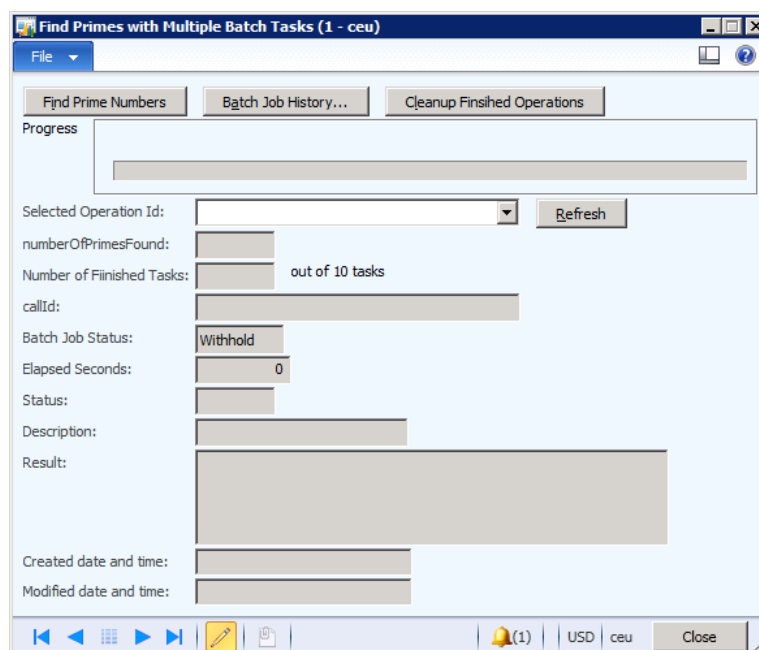 Find Primes with Multiple Batch Tasks (1 - ceu)
File
Find Prime Numbers Batch Job History... Cleanup Finsihed Operations
Progress
Selected Operation Id: Refresh
numberOfPrimesFound:
Number of Fiinished Tasks: out of 10 tasks
callId:
Batch Job Status: Withhold
Elapsed Seconds: 0
Status:
Description:
Result:
Created date and time:
Modified date and time:
(1) USD ceu Close